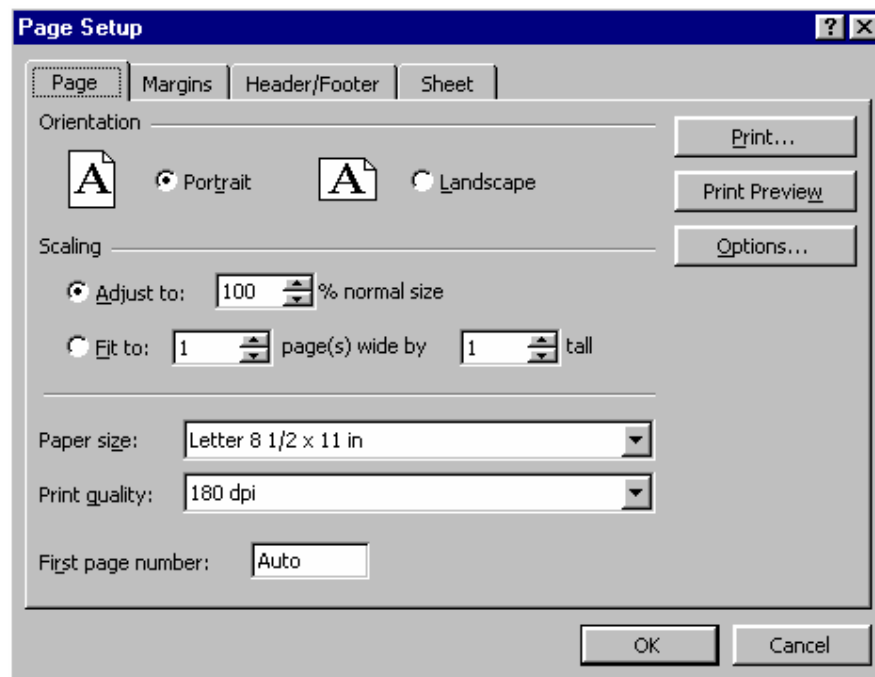 Page Setup
Page Margins Header/Footer Sheet
Orientation
Print...
A Portrait A Landscape
Print Preview
Scaling
Options...
Adjust to: 100 % normal size
Fit to: 1 page(s) wide by 1 tall
Paper size: Letter 8 1/2 x 11 in
Print quality: 180 dpi
First page number: Auto
OK Cancel